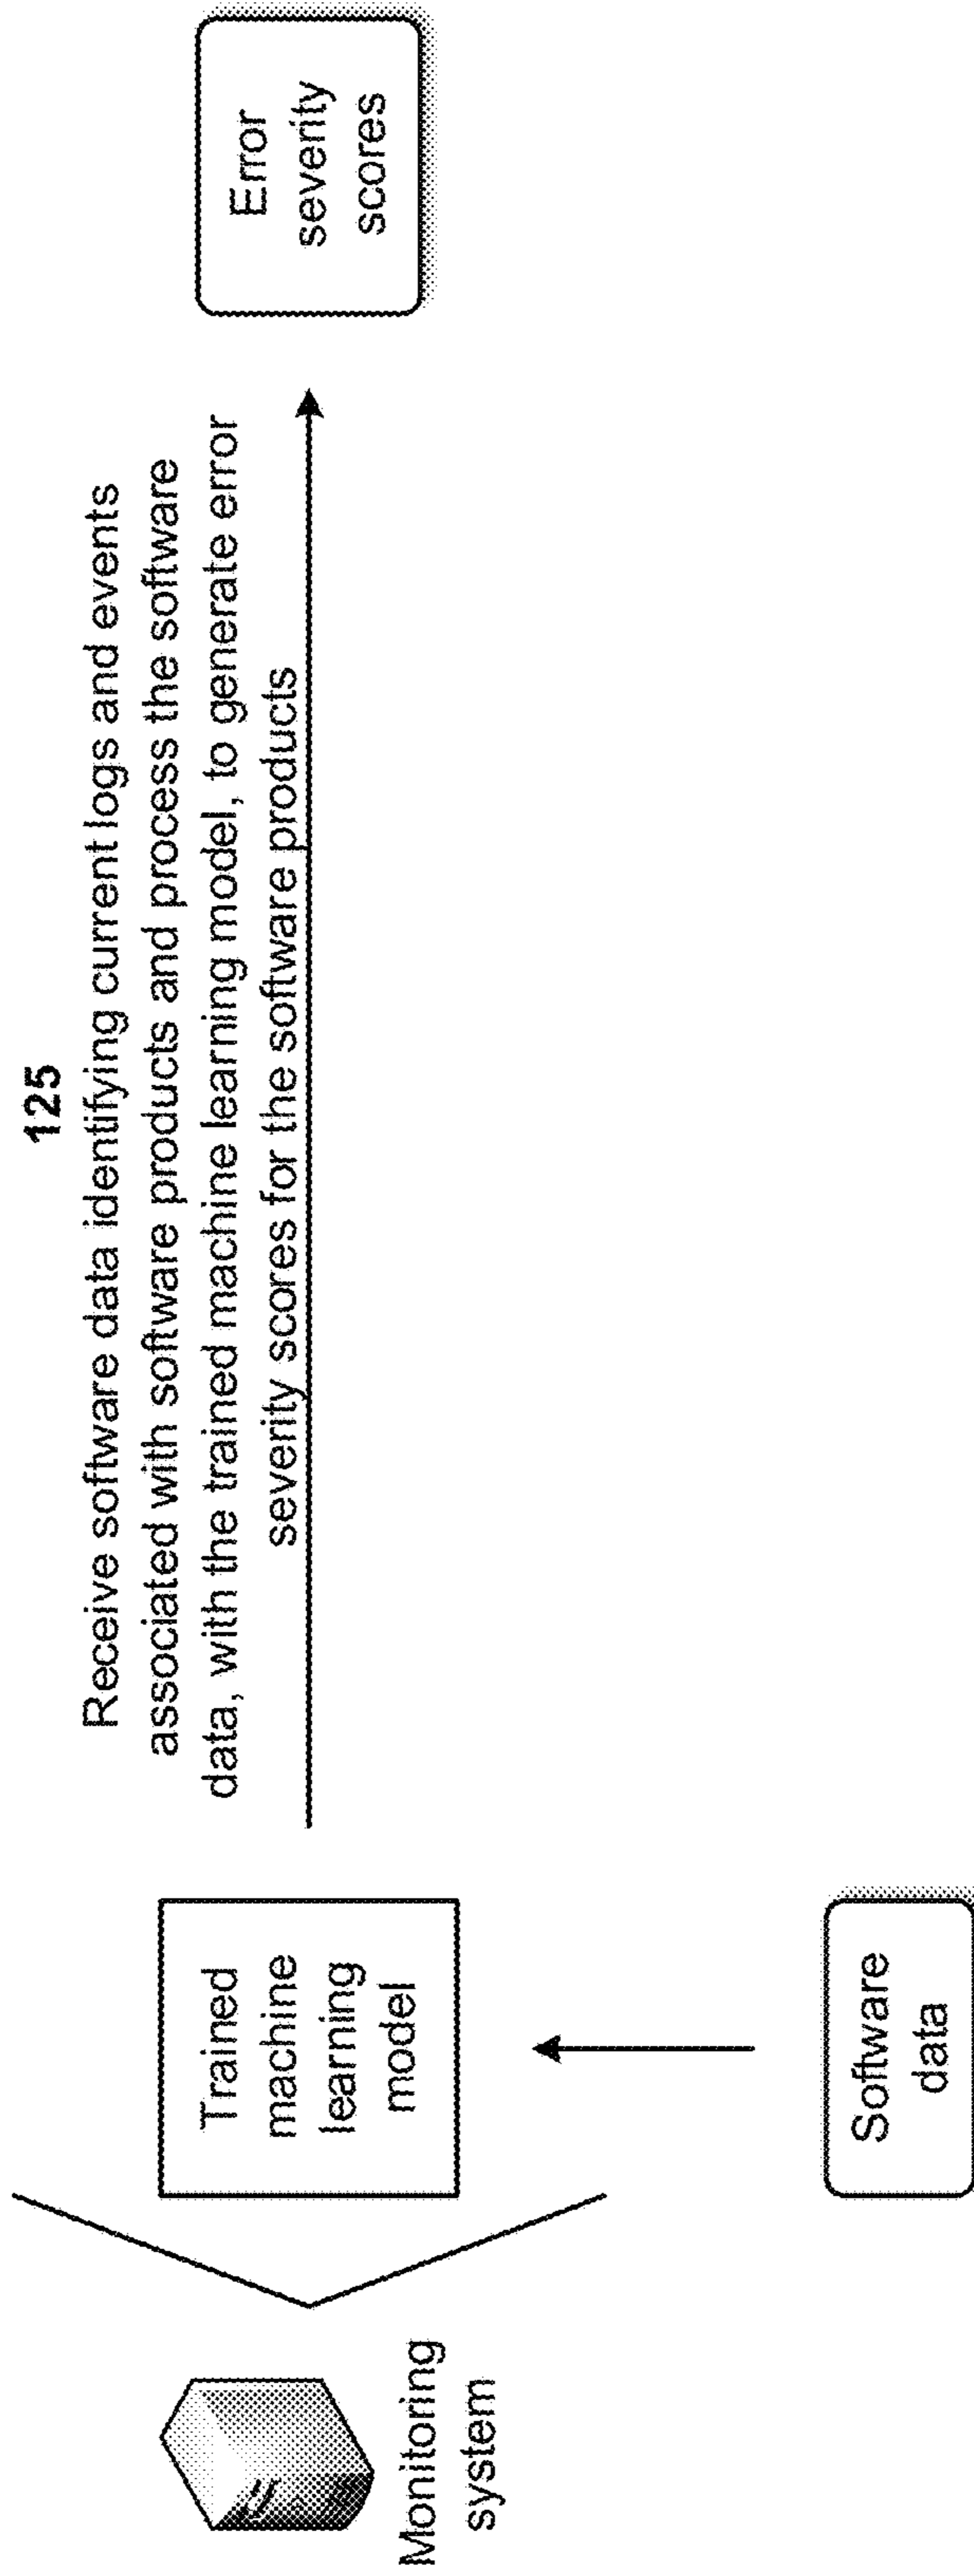 125
Receive software data identifying current logs and events
associated with software products and process the software
data, with the trained machine learning model, to generate error
severity scores for the software products
Monitoring
system
Trained
machine
learning
model
Error
severity
scores
Software
data